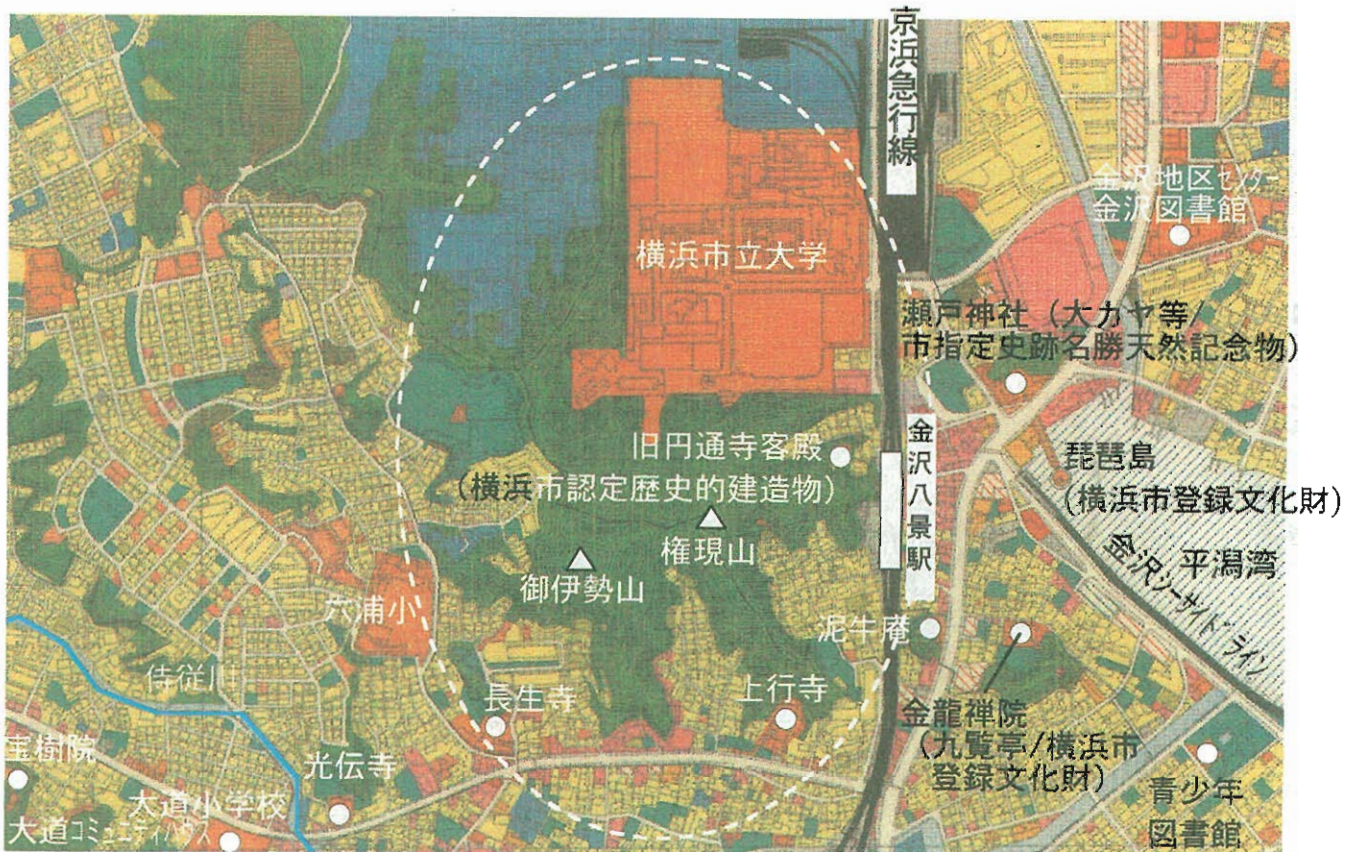 京浜急行線
金沢地区センター
金沢図書館
横浜市立大学
瀬戸神社（大カヤ等/
市指定史跡名勝天然記念物）
旧円通寺客殿
（横浜市認定歴史的建造物）
金沢八景駅
琵琶島
（横浜市登録文化財）
権現山
御伊勢山
金沢シーサイドライン
平潟湾
六浦小
泥牛庵
侍従川
長生寺
上行寺
金龍禅院
（九覧亭/横浜市
登録文化財）
宝樹院
光伝寺
大道小学校
大道コミュニティハウス
青少年
図書館